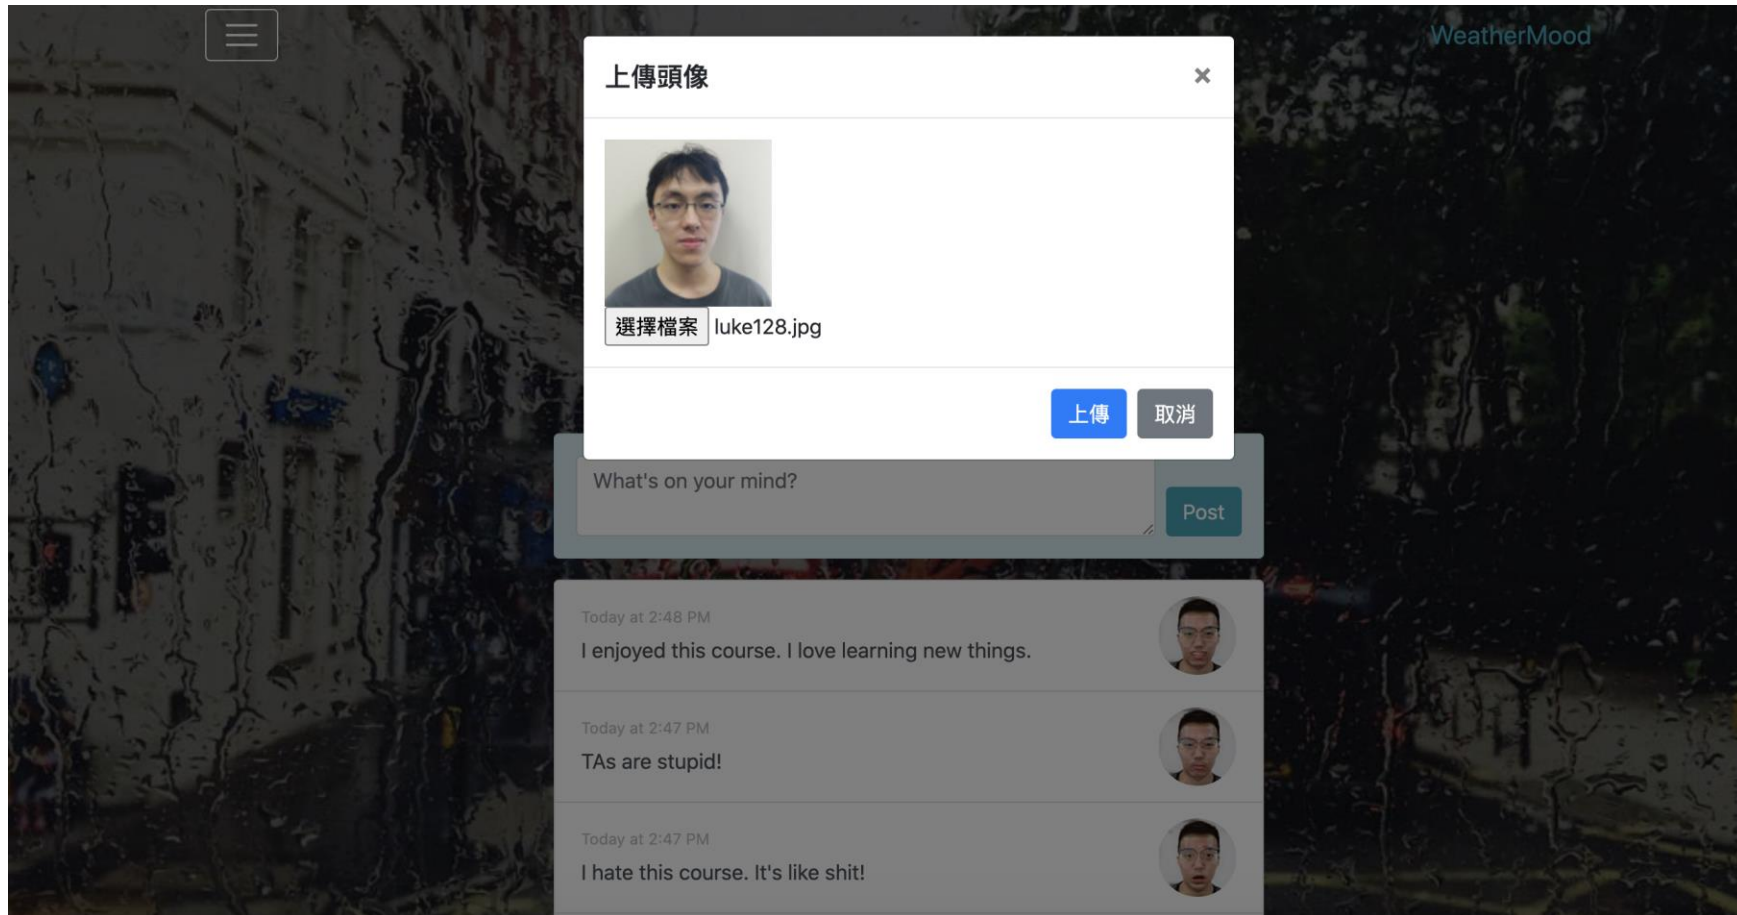 WeatherMood
上傳頭像
×
選擇檔案 luke128.jpg
上傳 取消
What's on your mind?
Post
Today at 2:48 PM
I enjoyed this course. I love learning new things.
Today at 2:47 PM
TAs are stupid!
Today at 2:47 PM
I hate this course. It's like shit!